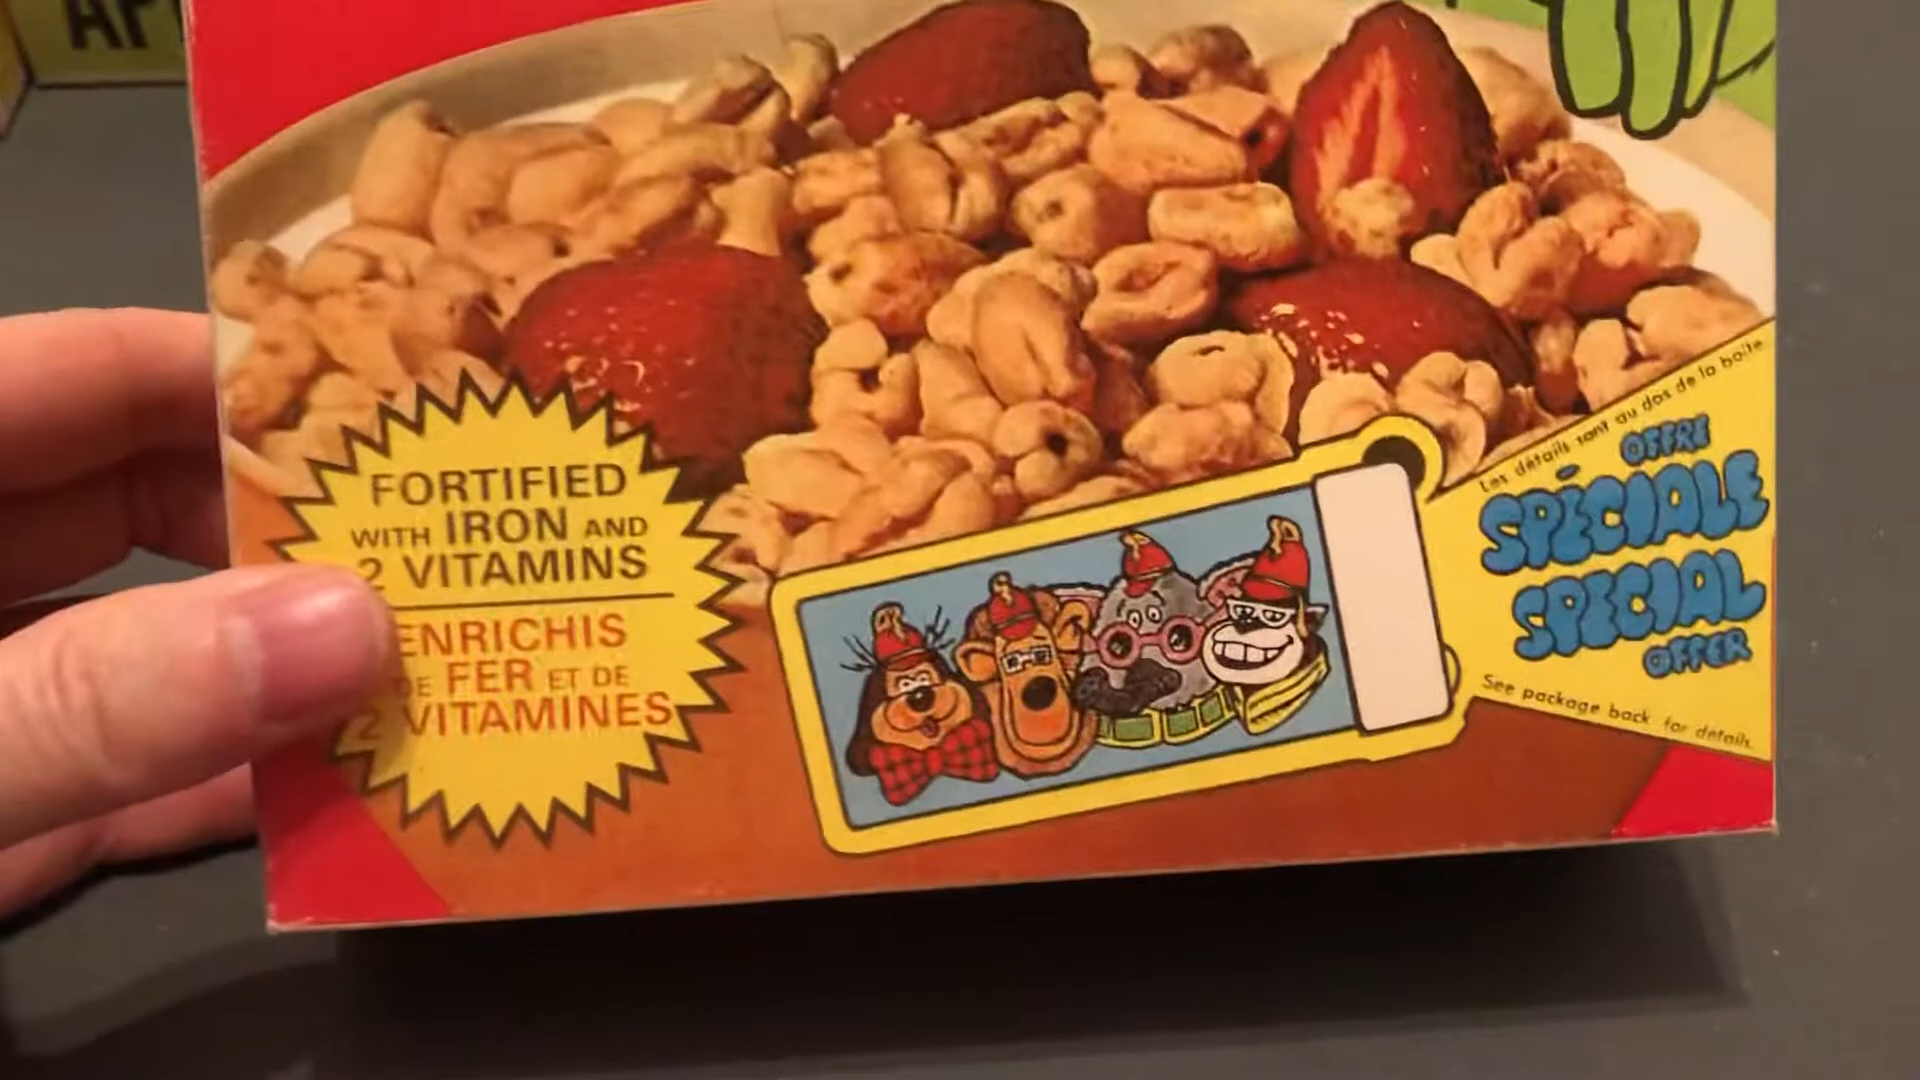 AP
FORTIFIED
WITH IRON AND
2 VITAMINS
ENRICHIS
DE FER ET DE
2 VITAMINES
Les détails sont au dos de la boîte
OFFRE
SPÉCIALE
SPECIAL
OFFER
See package back for details.